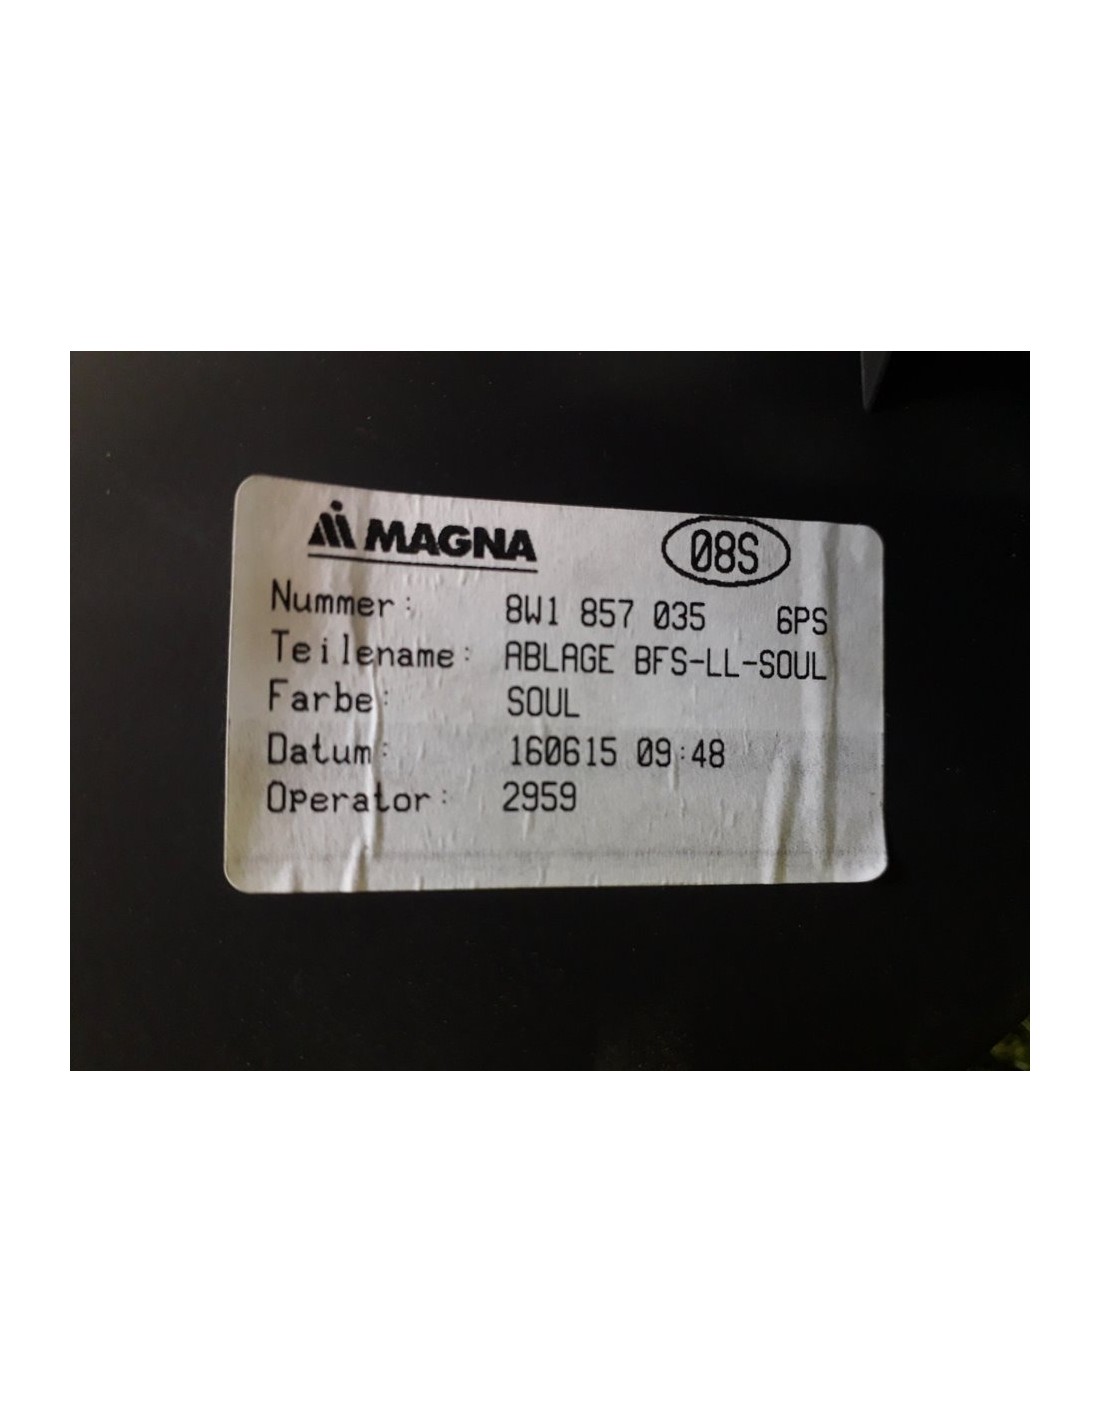 MAGNA 08S
Nummer: 8W1 857 035 6PS
Teilename: ABLAGE BFS-LL-SOUL
Farbe: SOUL
Datum: 160615 09:48
Operator: 2959